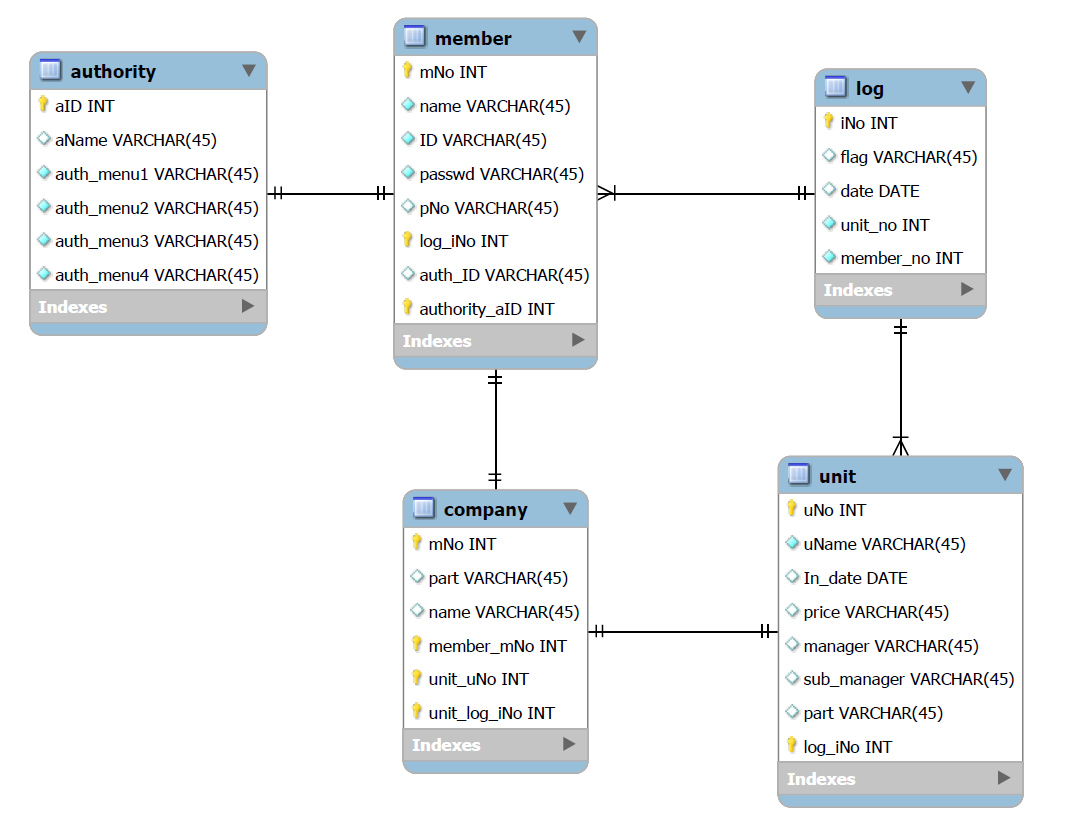 authority
aID INT
aName VARCHAR(45)
auth_menu1 VARCHAR(45)
auth_menu2 VARCHAR(45)
auth_menu3 VARCHAR(45)
auth_menu4 VARCHAR(45)
Indexes
member
mNo INT
name VARCHAR(45)
ID VARCHAR(45)
passwd VARCHAR(45)
pNo VARCHAR(45)
log_iNo INT
auth_ID VARCHAR(45)
authority_aID INT
Indexes
log
iNo INT
flag VARCHAR(45)
date DATE
unit_no INT
member_no INT
Indexes
company
mNo INT
part VARCHAR(45)
name VARCHAR(45)
member_mNo INT
unit_uNo INT
unit_log_iNo INT
Indexes
unit
uNo INT
uName VARCHAR(45)
In_date DATE
price VARCHAR(45)
manager VARCHAR(45)
sub_manager VARCHAR(45)
part VARCHAR(45)
log_iNo INT
Indexes